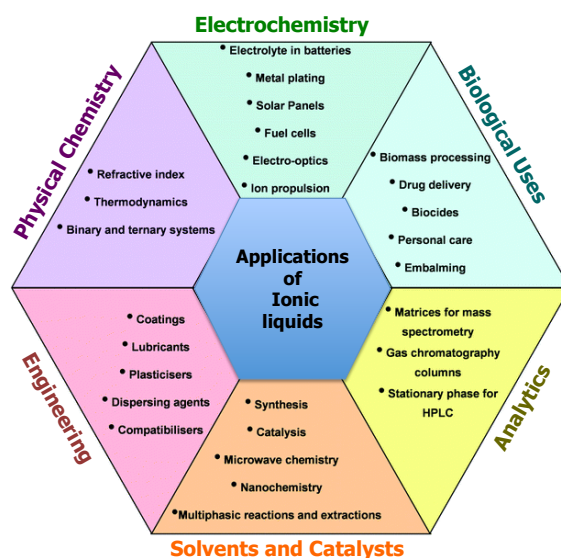 Electrochemistry
• Electrolyte in batteries
• Metal plating
• Solar Panels
• Fuel cells
• Electro-optics
• Ion propulsion
Biological Uses
• Biomass processing
• Drug delivery
• Biocides
• Personal care
• Embalming
Analytics
• Matrices for mass
spectrometry
• Gas chromatography
columns
• Stationary phase for
HPLC
Solvents and Catalysts
• Synthesis
• Catalysis
• Microwave chemistry
• Nanochemistry
• Multiphasic reactions and extractions
Engineering
• Coatings
• Lubricants
• Plasticisers
• Dispersing agents
• Compatibilisers
Physical Chemistry
• Refractive index
• Thermodynamics
• Binary and ternary systems
Applications
of
Ionic
liquids